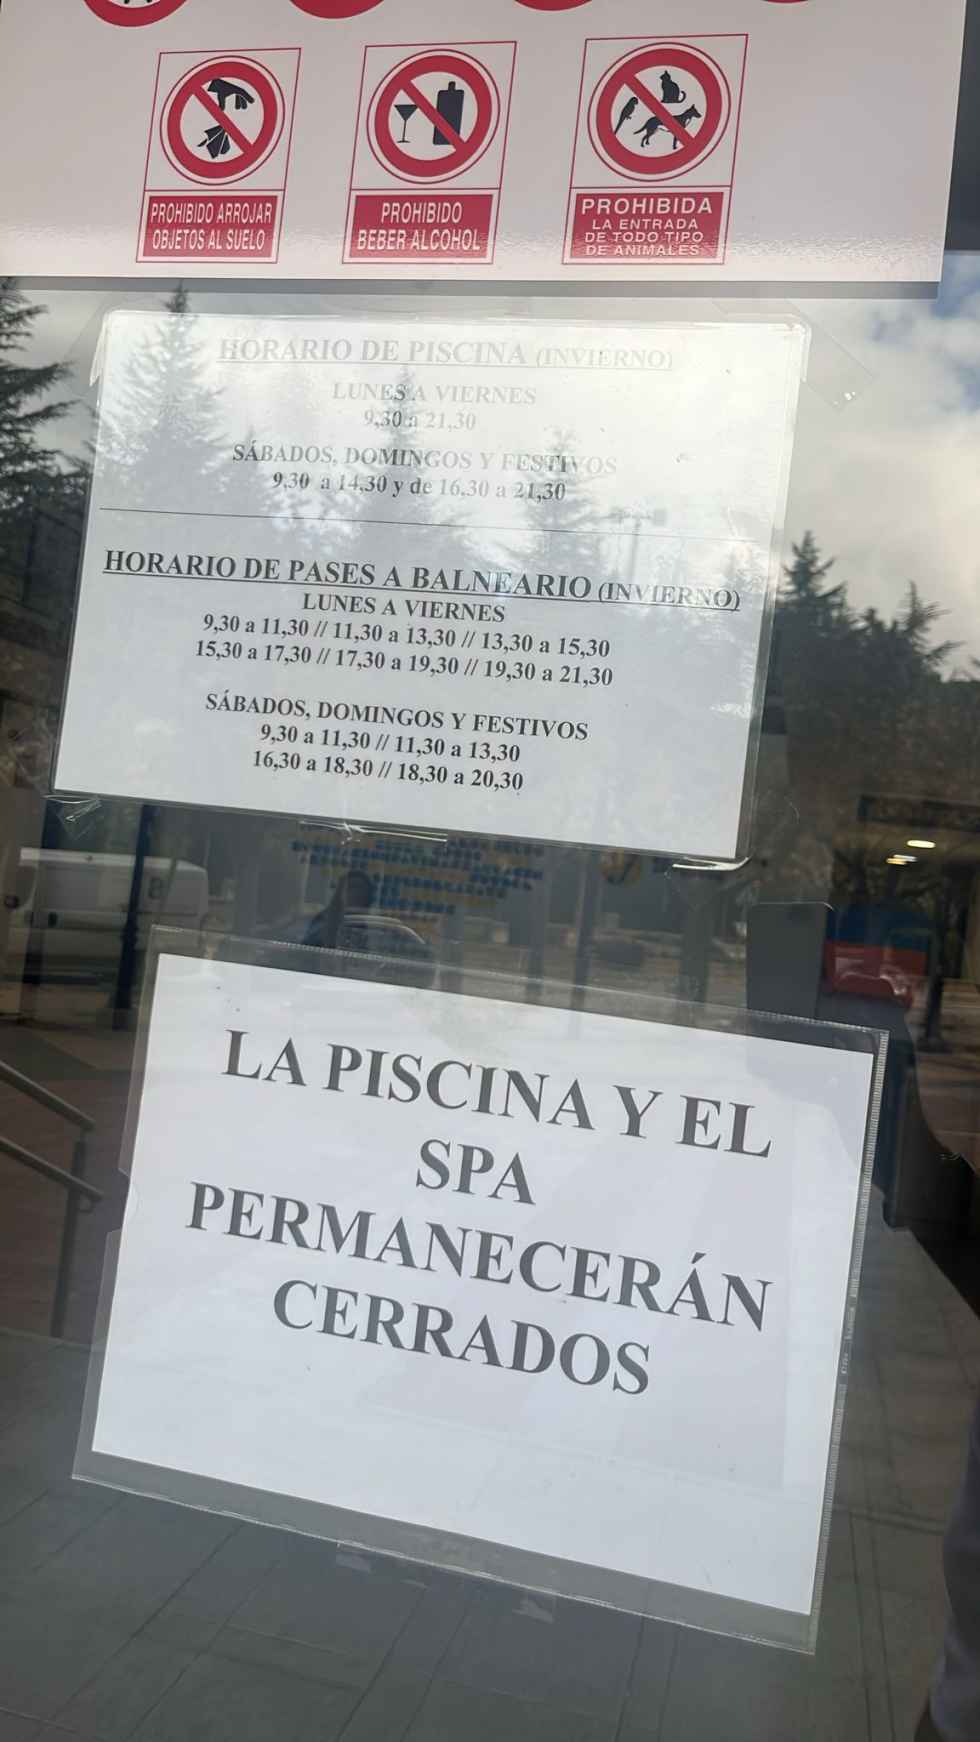 PROHIBIDO ARROJAR
OBJETOS AL SUELO
PROHIBIDO
BEBER ALCOHOL
PROHIBIDA
LA ENTRADA
DE TODO TIPO
DE ANIMALES
HORARIO DE PISCINA (INVIERNO)
LUNES A VIERNES
9,30 a 21,30
SÁBADOS, DOMINGOS Y FESTIVOS
9,30 a 14,30 y de 16,30 a 21,30
HORARIO DE PASES A BALNEARIO (INVIERNO)
LUNES A VIERNES
9,30 a 11,30 // 11,30 a 13,30 // 13,30 a 15,30
15,30 a 17,30 // 17,30 a 19,30 // 19,30 a 21,30
SÁBADOS, DOMINGOS Y FESTIVOS
9,30 a 11,30 // 11,30 a 13,30
16,30 a 18,30 // 18,30 a 20,30
LA PISCINA Y EL
SPA
PERMANECERÁN
CERRADOS